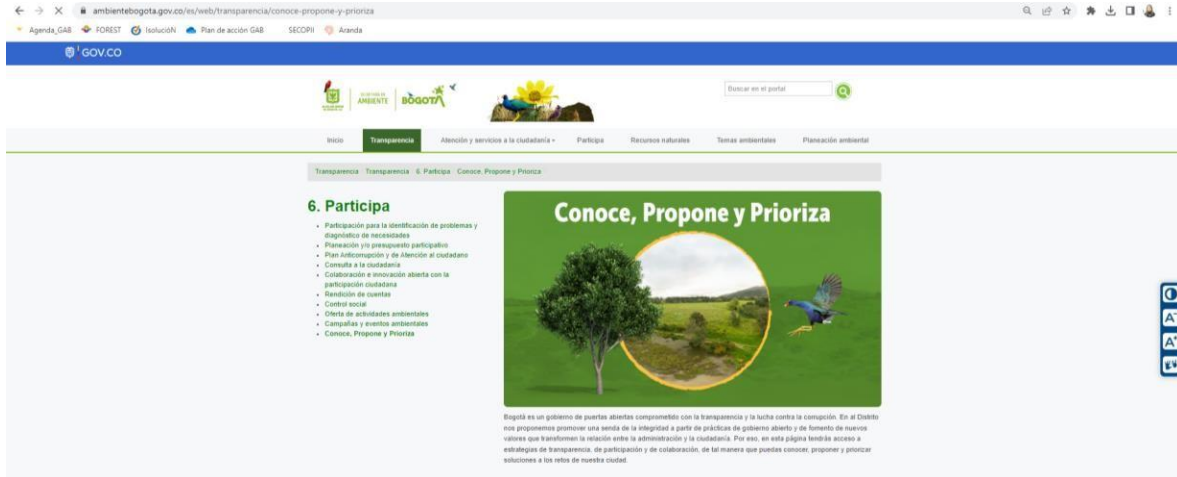 ambientebogota.gov.co/es/web/transparencia/conoce-propone-y-prioriza
Agenda_GAB FOREST IsolucióN Plan de acción GAB SECOPII Aranda
GOV.CO
AMBIENTE BOGOTÁ
Buscar en el portal
Inicio Transparencia Atención y servicios a la ciudadanía Participa Recursos naturales Temas ambientales Planeación ambiental
Transparencia Transparencia 6. Participa Conoce, Propone y Prioriza
6. Participa
Participación para la identificación de problemas y
diagnóstico de necesidades
Planeación y/o presupuesto participativo
Plan Anticorrupción y de Atención al ciudadano
Consulta a la ciudadanía
Colaboración e innovación abierta con la
participación ciudadana
Rendición de cuentas
Control social
Oferta de actividades ambientales
Campañas y eventos ambientales
Conoce, Propone y Prioriza
Conoce, Propone y Prioriza
A-
A+
Bogotá es un gobierno de puertas abiertas comprometido con la transparencia y la lucha contra la corrupción. En al Distrito
nos proponemos promover una senda de la integridad a partir de prácticas de gobierno abierto y de fomento de nuevos
valores que transformen la relación entre la administración y la ciudadanía. Por eso, en esta página tendrás acceso a
estrategias de transparencia, de participación y de colaboración, de tal manera que puedas conocer, proponer y priorizar
soluciones a los retos de nuestra ciudad.